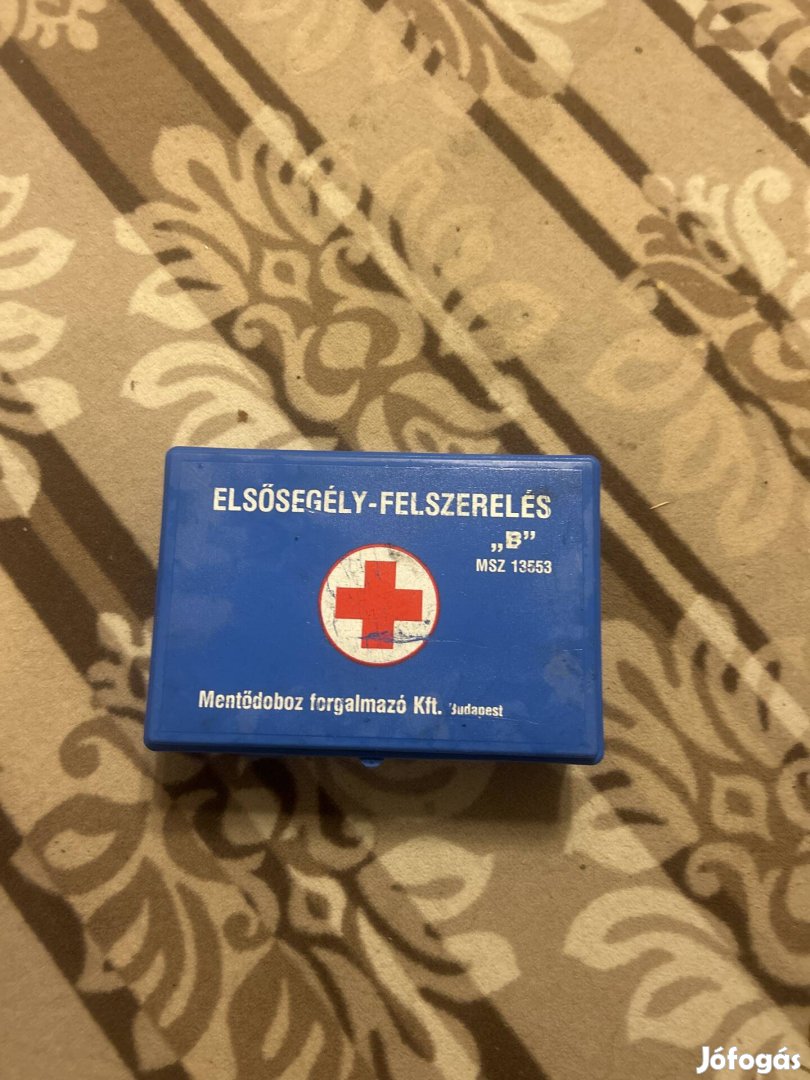 ELSŐSEGÉLY-FELSZERELÉS
„B”
MSZ 13553
Mentődoboz forgalmazó Kft. Budapest
Jófogás